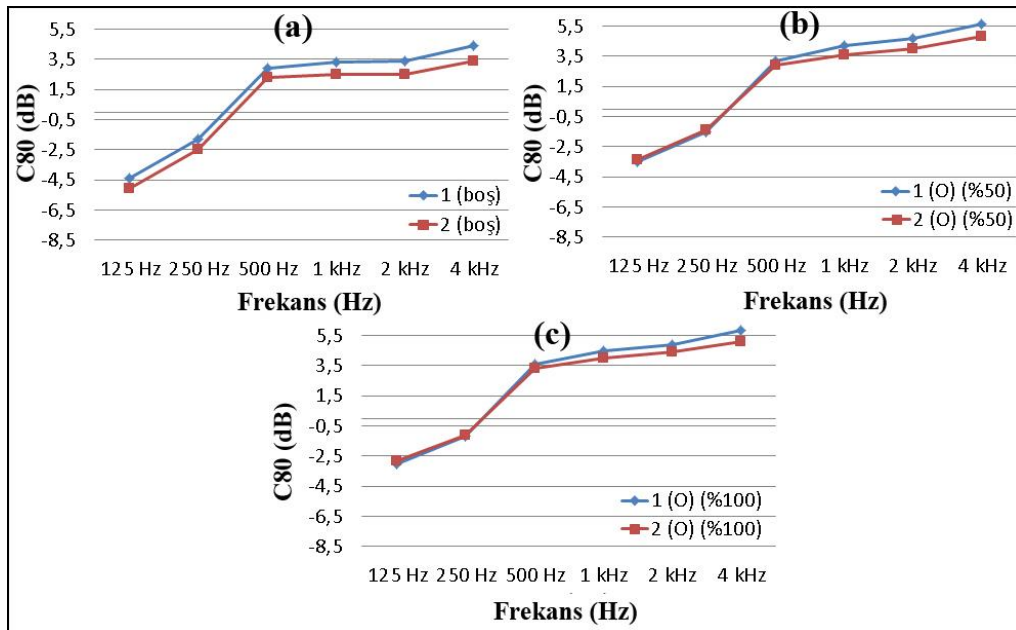 (a)
C80 (dB)
5,5
3,5
1,5
-0,5
-2,5
-4,5
-6,5
-8,5
1 (boş)
2 (boş)
125 Hz 250 Hz 500 Hz 1 kHz 2 kHz 4 kHz
Frekans (Hz)
(b)
C80 (dB)
5,5
3,5
1,5
-0,5
-2,5
-4,5
-6,5
-8,5
1 (O) (%50)
2 (O) (%50)
125 Hz 250 Hz 500 Hz 1 kHz 2 kHz 4 kHz
Frekans (Hz)
(c)
C80 (dB)
5,5
3,5
1,5
-0,5
-2,5
-4,5
-6,5
-8,5
1 (O) (%100)
2 (O) (%100)
125 Hz 250 Hz 500 Hz 1 kHz 2 kHz 4 kHz
Frekans (Hz)